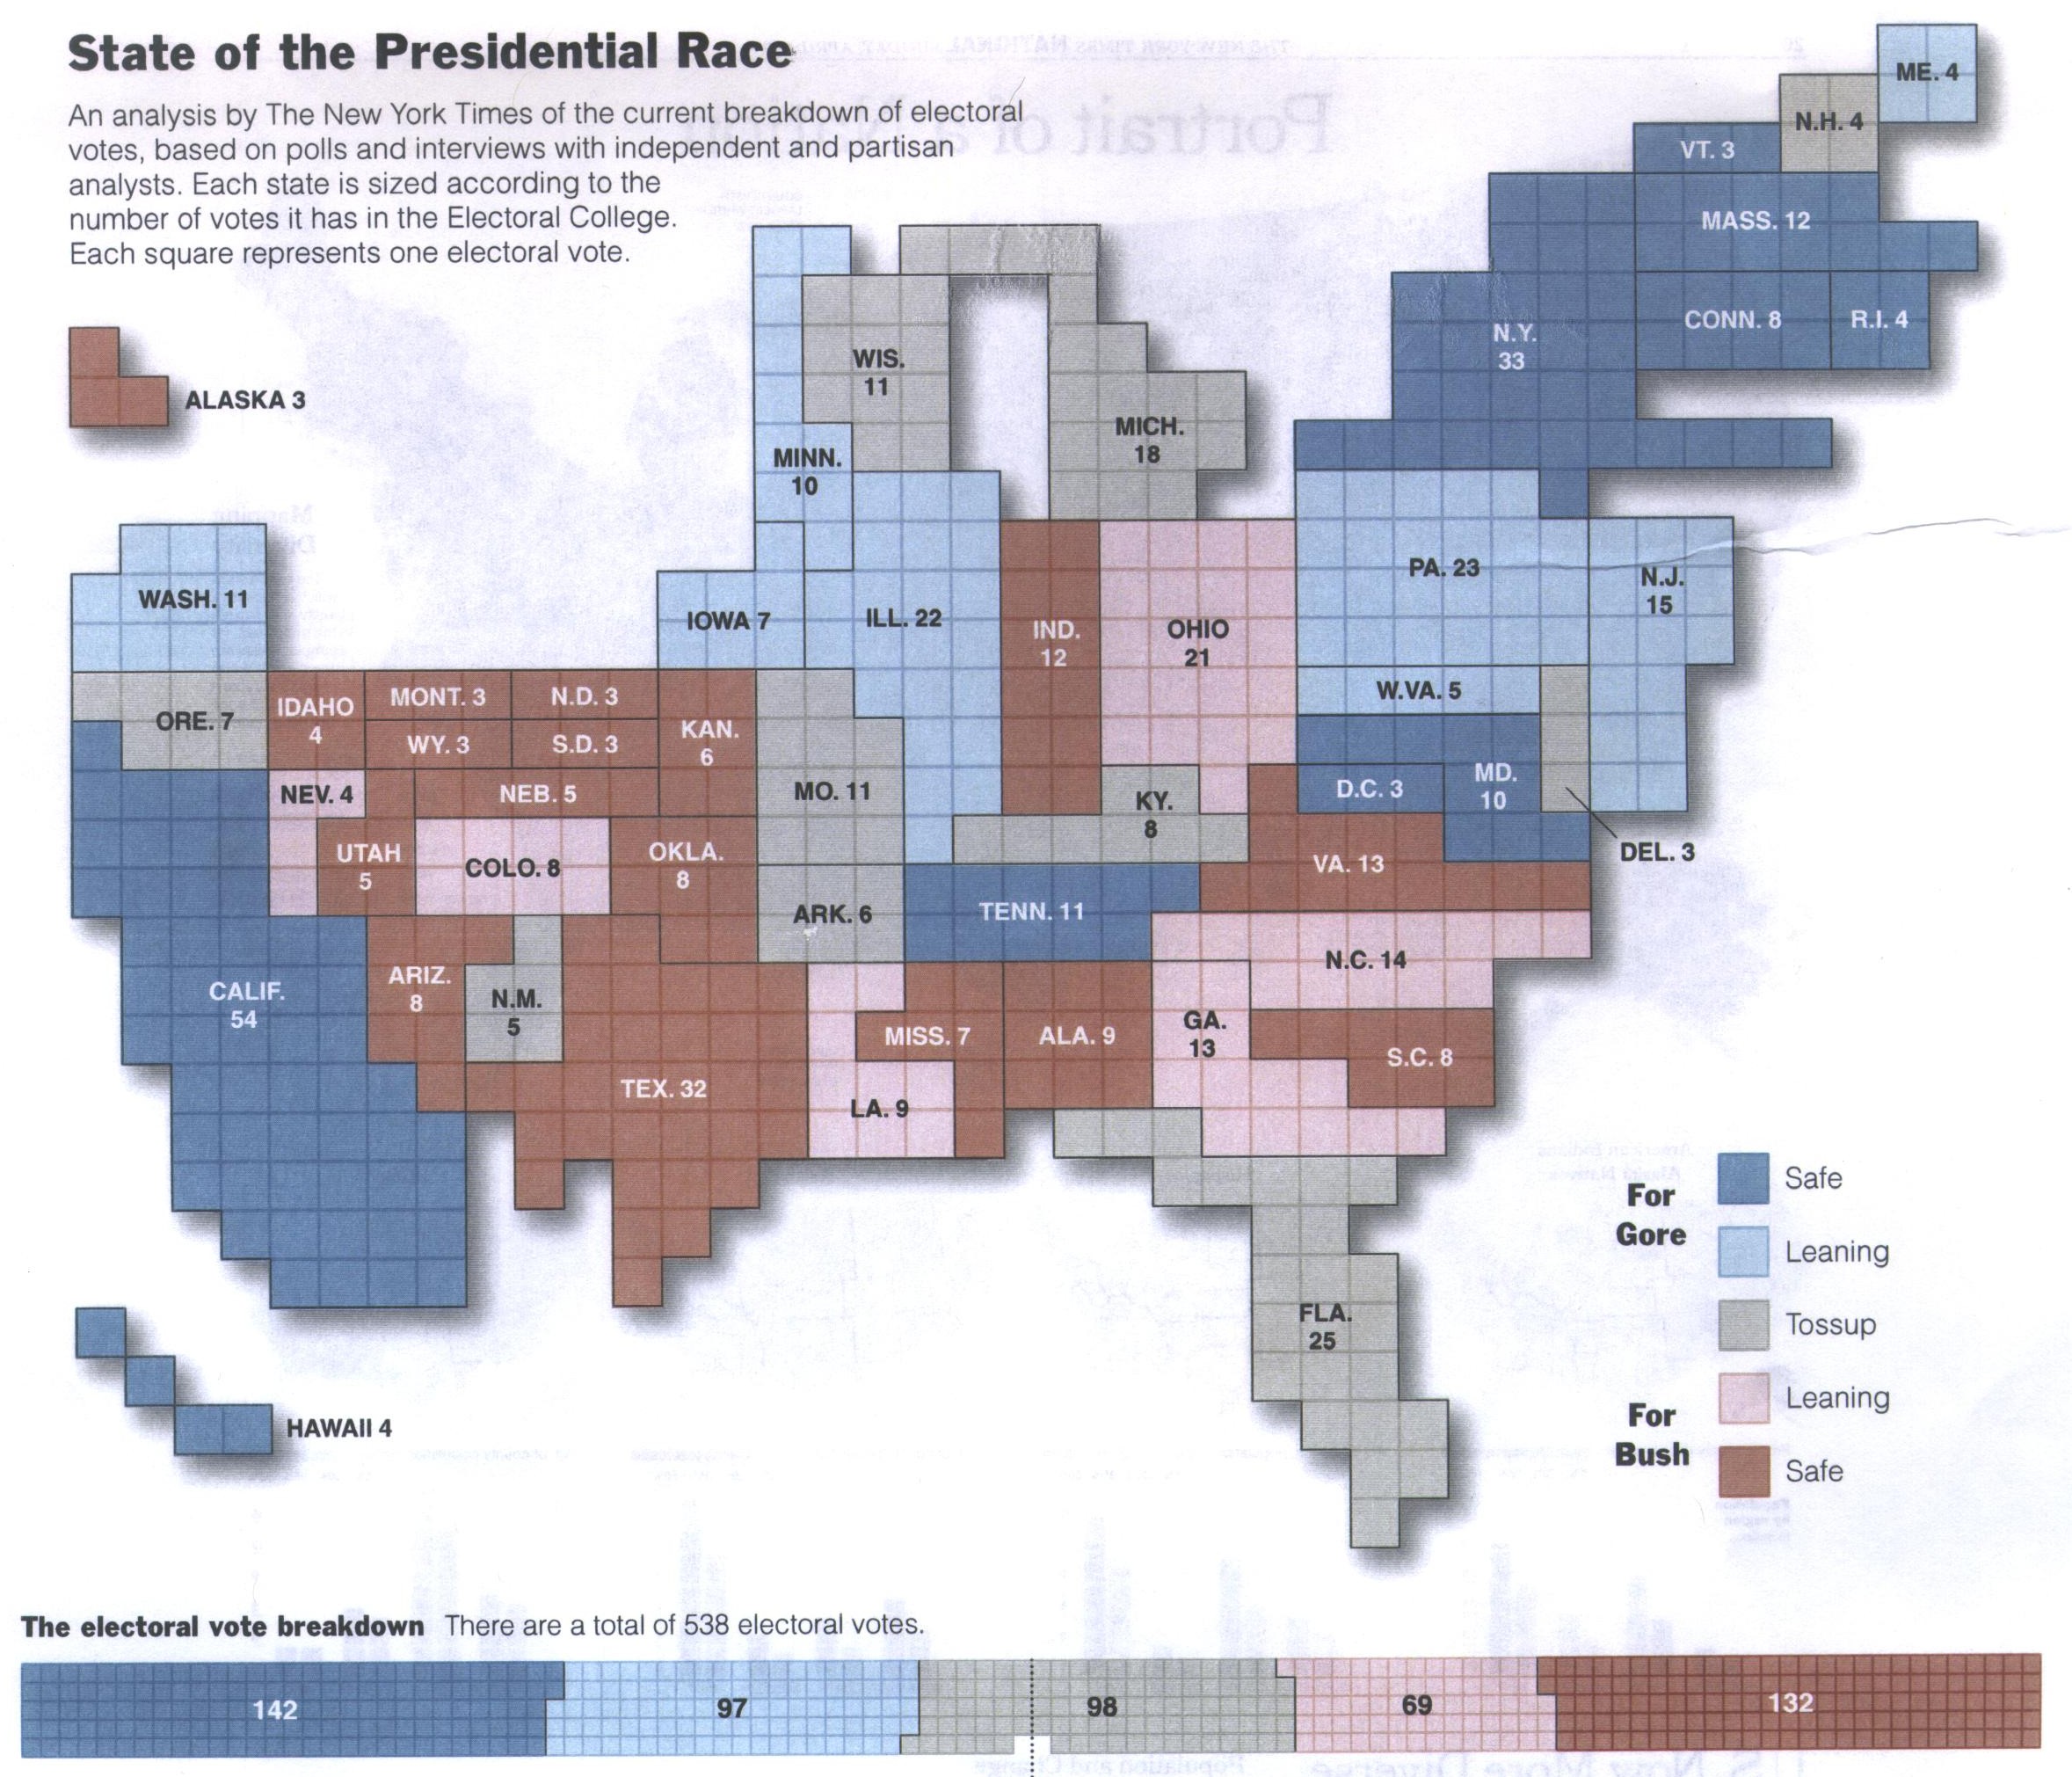 State of the Presidential Race
An analysis by The New York Times of the current breakdown of electoral
votes, based on polls and interviews with independent and partisan
analysts. Each state is sized according to the
number of votes it has in the Electoral College.
Each square represents one electoral vote.
ME. 4
N.H. 4
VT. 3
MASS. 12
CONN. 8
R.I. 4
N.Y.
33
WIS.
11
ALASKA 3
MICH.
18
MINN.
10
WASH. 11
PA. 23
N.J.
15
IOWA 7
ILL. 22
IND.
12
OHIO
21
W.VA. 5
ORE. 7
IDAHO
4
MONT. 3
N.D. 3
WY. 3
S.D. 3
KAN.
6
NEV. 4
NEB. 5
MO. 11
KY.
8
D.C. 3
MD.
10
DEL. 3
UTAH
5
COLO. 8
OKLA.
8
VA. 13
ARK. 6
TENN. 11
N.C. 14
CALIF.
54
ARIZ.
8
N.M.
5
MISS. 7
ALA. 9
GA.
13
S.C. 8
TEX. 32
LA. 9
FLA.
25
HAWAII 4
For
Gore
Safe
Leaning
Tossup
For
Bush
Leaning
Safe
The electoral vote breakdown There are a total of 538 electoral votes.
142
97
98
69
132